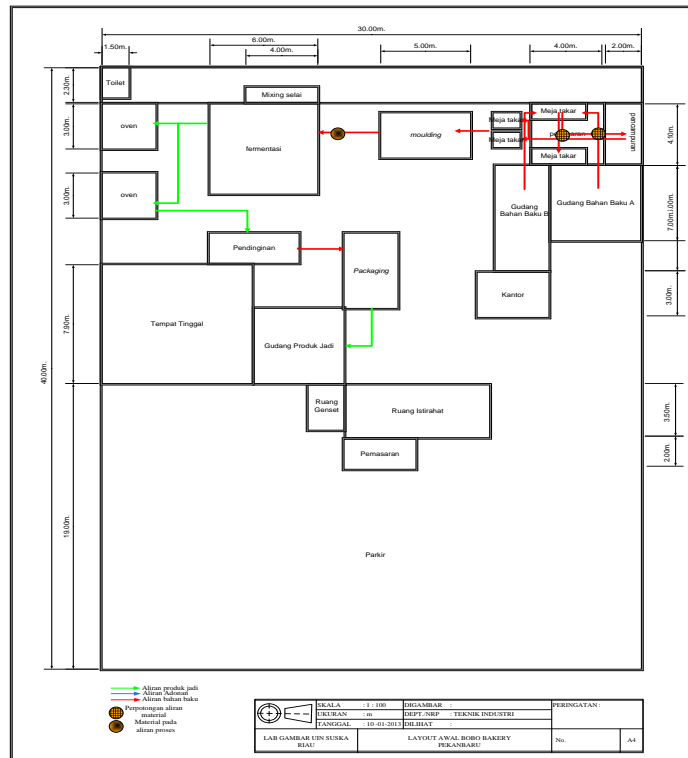 30.00m.
1.50m.
6.00m.
4.00m.
5.00m.
4.00m.
2.00m.
2.30m.
Toilet
Mixing selai
3.00m.
oven
fermentasi
moulding
Meja takar
Meja takar
Meja takar
Meja takar
pencampuran
4.10m.
3.00m.
oven
Gudang
Bahan Baku B
Gudang Bahan Baku A
7.00m.
Pendinginan
Packaging
Kantor
3.00m.
7.90m.
Tempat Tinggal
Gudang Produk Jadi
40.00m.
Ruang
Genset
Ruang Istirahat
3.50m.
Pemasaran
2.00m.
19.00m.
Parkir
Aliran produk jadi
Aliran Adonan
Aliran bahan baku
Perpotongan aliran
material
Material pada
aliran proses
SKALA : 1 : 100 DIGAMBAR : PERINGATAN :
UKURAN : m DEPT./NRP : TEKNIK INDUSTRI
TANGGAL : 10 -01-2013 DILIHAT :
LAB GAMBAR UIN SUSKA
RIAU
LAYOUT AWAL BOBO BAKERY
PEKANBARU
No. A4